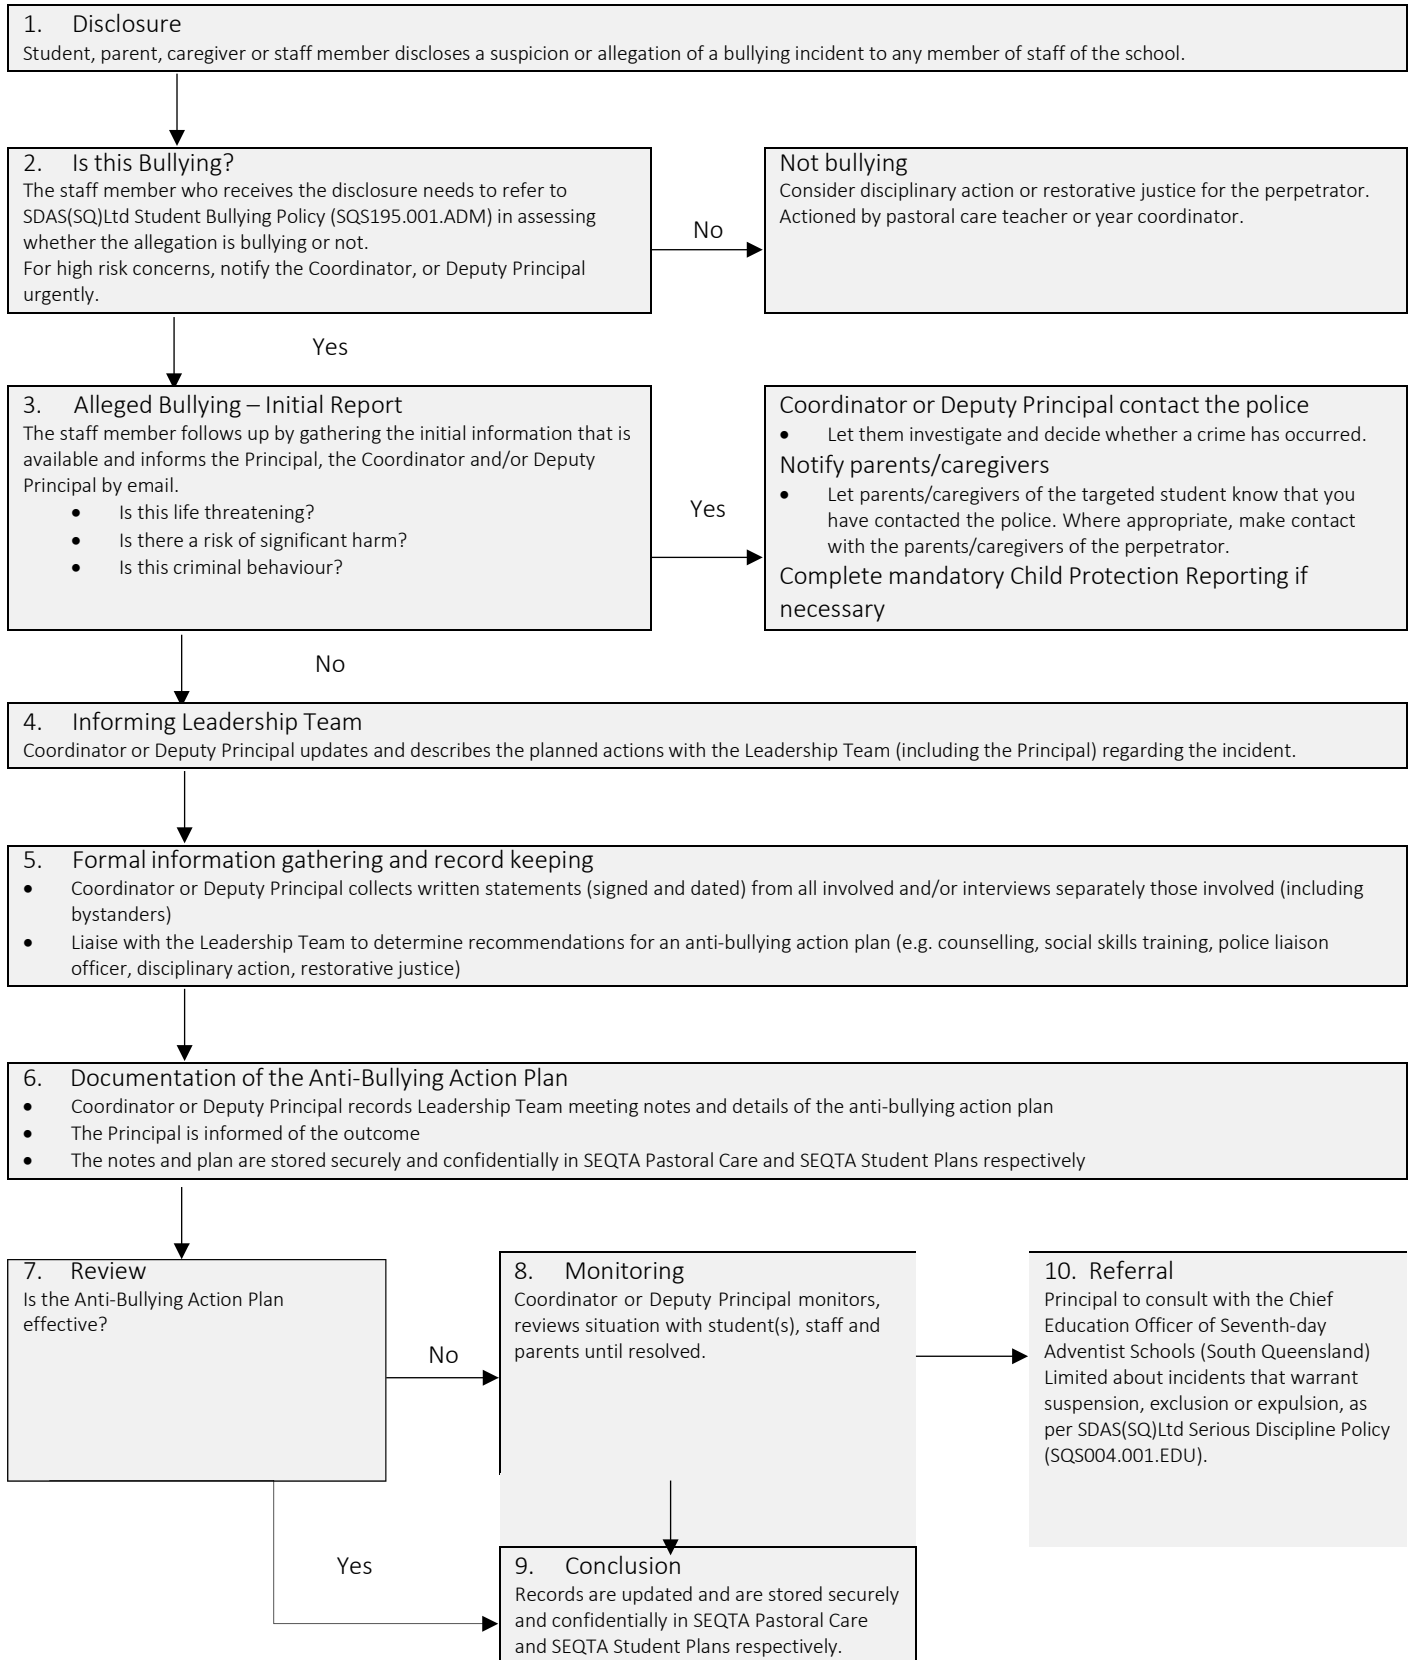 1. Disclosure
Student, parent, caregiver or staff member discloses a suspicion or allegation of a bullying incident to any member of staff of the school.
2. Is this Bullying?
The staff member who receives the disclosure needs to refer to
SDAS(SQ)Ltd Student Bullying Policy (SQS195.001.ADM) in assessing
whether the allegation is bullying or not.
For high risk concerns, notify the Coordinator, or Deputy Principal
urgently.
No
Not bullying
Consider disciplinary action or restorative justice for the perpetrator.
Actioned by pastoral care teacher or year coordinator.
Yes
3. Alleged Bullying – Initial Report
The staff member follows up by gathering the initial information that is
available and informs the Principal, the Coordinator and/or Deputy
Principal by email.
• Is this life threatening?
• Is there a risk of significant harm?
• Is this criminal behaviour?
Yes
Coordinator or Deputy Principal contact the police
• Let them investigate and decide whether a crime has occurred.
Notify parents/caregivers
• Let parents/caregivers of the targeted student know that you
have contacted the police. Where appropriate, make contact
with the parents/caregivers of the perpetrator.
Complete mandatory Child Protection Reporting if
necessary
No
4. Informing Leadership Team
Coordinator or Deputy Principal updates and describes the planned actions with the Leadership Team (including the Principal) regarding the incident.
5. Formal information gathering and record keeping
• Coordinator or Deputy Principal collects written statements (signed and dated) from all involved and/or interviews separately those involved (including
bystanders)
• Liaise with the Leadership Team to determine recommendations for an anti-bullying action plan (e.g. counselling, social skills training, police liaison
officer, disciplinary action, restorative justice)
6. Documentation of the Anti-Bullying Action Plan
• Coordinator or Deputy Principal records Leadership Team meeting notes and details of the anti-bullying action plan
• The Principal is informed of the outcome
• The notes and plan are stored securely and confidentially in SEQTA Pastoral Care and SEQTA Student Plans respectively
7. Review
Is the Anti-Bullying Action Plan
effective?
No
8. Monitoring
Coordinator or Deputy Principal monitors,
reviews situation with student(s), staff and
parents until resolved.
10. Referral
Principal to consult with the Chief
Education Officer of Seventh-day
Adventist Schools (South Queensland)
Limited about incidents that warrant
suspension, exclusion or expulsion, as
per SDAS(SQ)Ltd Serious Discipline Policy
(SQS004.001.EDU).
Yes
9. Conclusion
Records are updated and are stored securely
and confidentially in SEQTA Pastoral Care
and SEQTA Student Plans respectively.